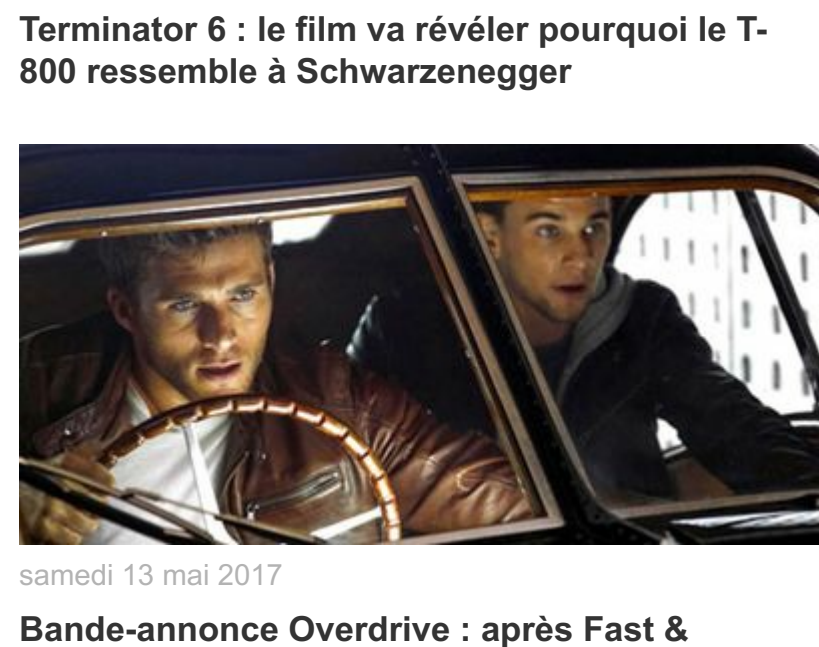 Terminator 6 : le film va révéler pourquoi le T-
800 ressemble à Schwarzenegger
samedi 13 mai 2017
Bande-annonce Overdrive : après Fast &